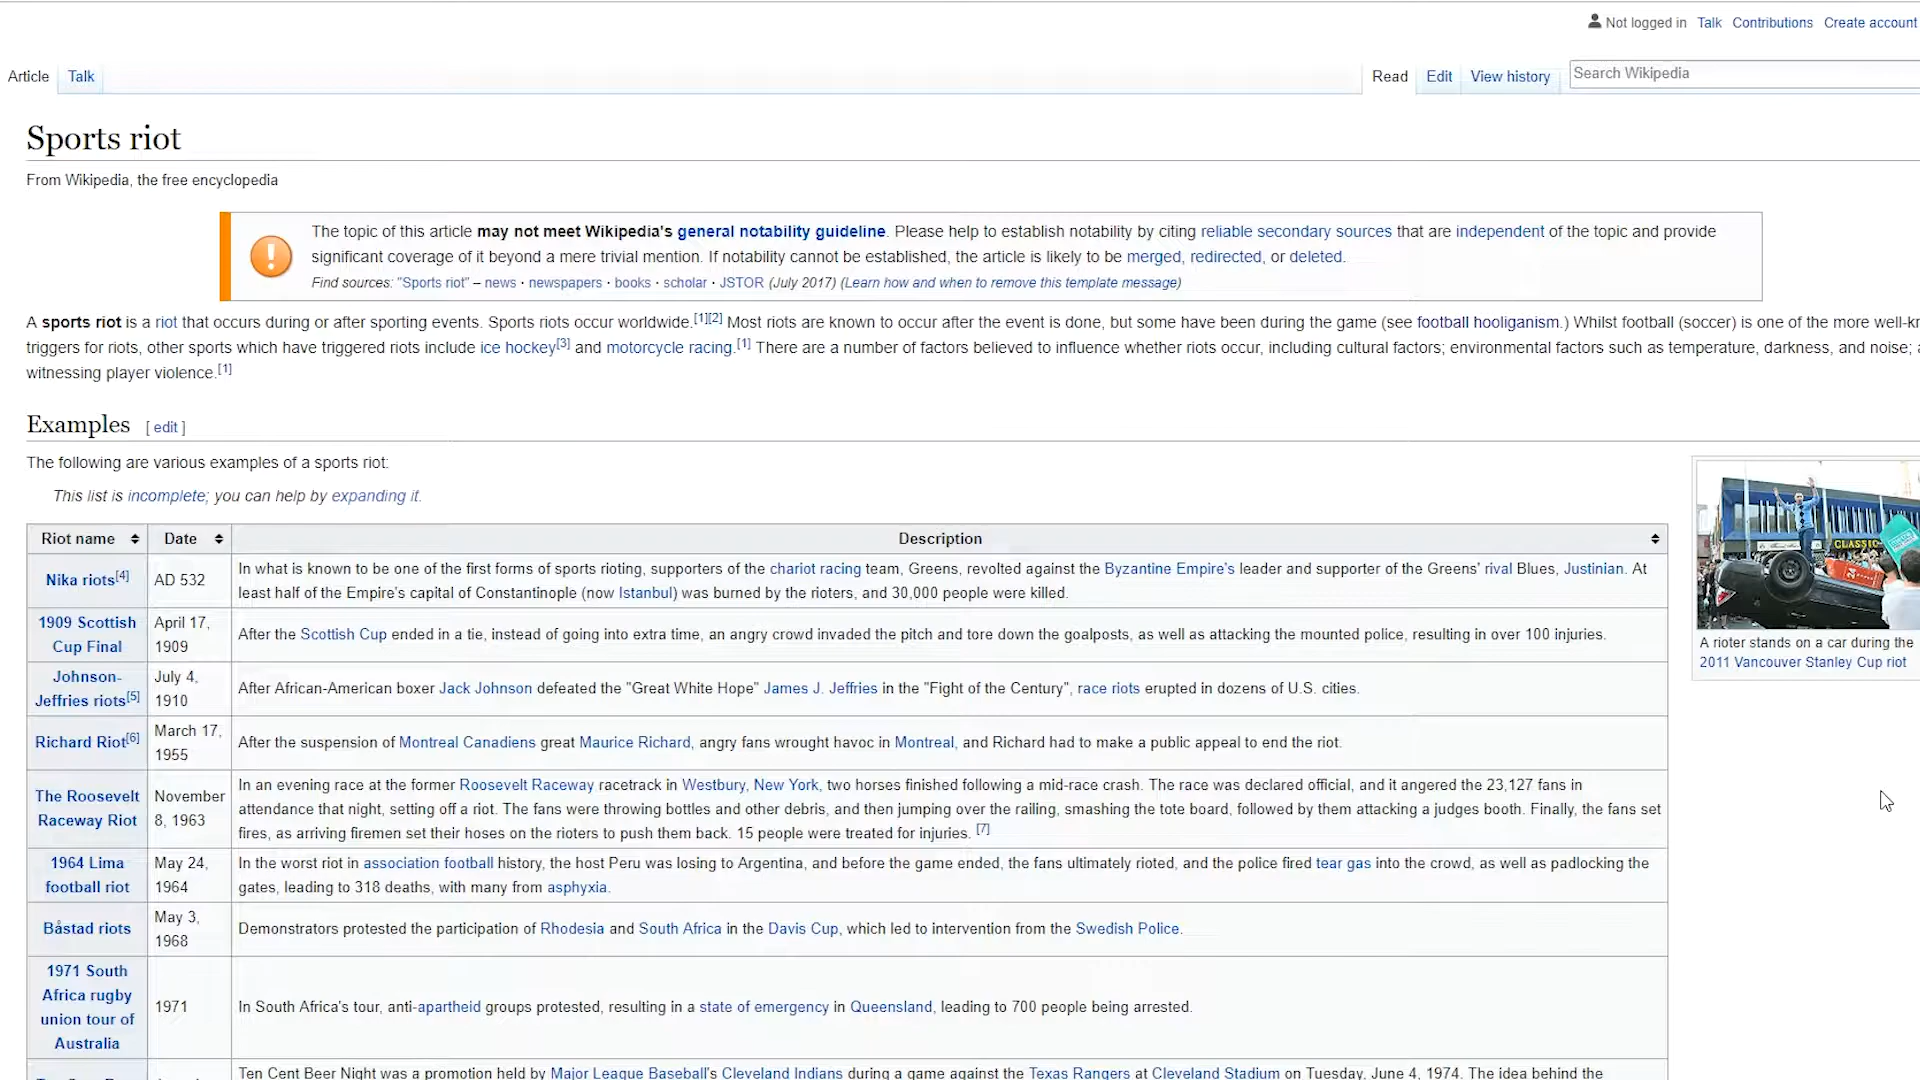 Not logged in Talk Contributions Create account
Article Talk Read Edit View history Search Wikipedia
Sports riot
From Wikipedia, the free encyclopedia
The topic of this article may not meet Wikipedia's general notability guideline. Please help to establish notability by citing reliable secondary sources that are independent of the topic and provide
significant coverage of it beyond a mere trivial mention. If notability cannot be established, the article is likely to be merged, redirected, or deleted.
Find sources: "Sports riot" – news · newspapers · books · scholar · JSTOR (July 2017) (Learn how and when to remove this template message)
A sports riot is a riot that occurs during or after sporting events. Sports riots occur worldwide.[1][2] Most riots are known to occur after the event is done, but some have been during the game (see football hooliganism.) Whilst football (soccer) is one of the more
triggers for riots, other sports which have triggered riots include ice hockey[3] and motorcycle racing.[1] There are a number of factors believed to influence whether riots occur, including cultural factors; environmental factors such as temperature, darkness, and noise;
witnessing player violence.[1]
Examples [ edit ]
The following are various examples of a sports riot:
This list is incomplete; you can help by expanding it.
Riot name Date Description
Nika riots[4] AD 532 In what is known to be one of the first forms of sports rioting, supporters of the chariot racing team, Greens, revolted against the Byzantine Empire's leader and supporter of the Greens' rival Blues, Justinian. At
least half of the Empire's capital of Constantinople (now Istanbul) was burned by the rioters, and 30,000 people were killed.
1909 Scottish
Cup Final
April 17,
1909
After the Scottish Cup ended in a tie, instead of going into extra time, an angry crowd invaded the pitch and tore down the goalposts, as well as attacking the mounted police, resulting in over 100 injuries.
Johnson-
Jeffries riots[5]
July 4,
1910
After African-American boxer Jack Johnson defeated the "Great White Hope" James J. Jeffries in the "Fight of the Century", race riots erupted in dozens of U.S. cities.
Richard Riot[6]
March 17,
1955
After the suspension of Montreal Canadiens great Maurice Richard, angry fans wrought havoc in Montreal, and Richard had to make a public appeal to end the riot.
The Roosevelt
Raceway Riot
November
8, 1963
In an evening race at the former Roosevelt Raceway racetrack in Westbury, New York, two horses finished following a mid-race crash. The race was declared official, and it angered the 23,127 fans in
attendance that night, setting off a riot. The fans were throwing bottles and other debris, and then jumping over the railing, smashing the tote board, followed by them attacking a judges booth. Finally, the fans set
fires, as arriving firemen set their hoses on the rioters to push them back. 15 people were treated for injuries. [7]
1964 Lima
football riot
May 24,
1964
In the worst riot in association football history, the host Peru was losing to Argentina, and before the game ended, the fans ultimately rioted, and the police fired tear gas into the crowd, as well as padlocking the
gates, leading to 318 deaths, with many from asphyxia.
Båstad riots
May 3,
1968
Demonstrators protested the participation of Rhodesia and South Africa in the Davis Cup, which led to intervention from the Swedish Police.
1971 South
Africa rugby
union tour of
Australia
1971
In South Africa's tour, anti-apartheid groups protested, resulting in a state of emergency in Queensland, leading to 700 people being arrested.
Ten Cent Beer Night was a promotion held by Major League Baseball's Cleveland Indians during a game against the Texas Rangers at Cleveland Stadium on Tuesday, June 4, 1974. The idea behind the
CLASSIC
A rioter stands on a car during the
2011 Vancouver Stanley Cup riot